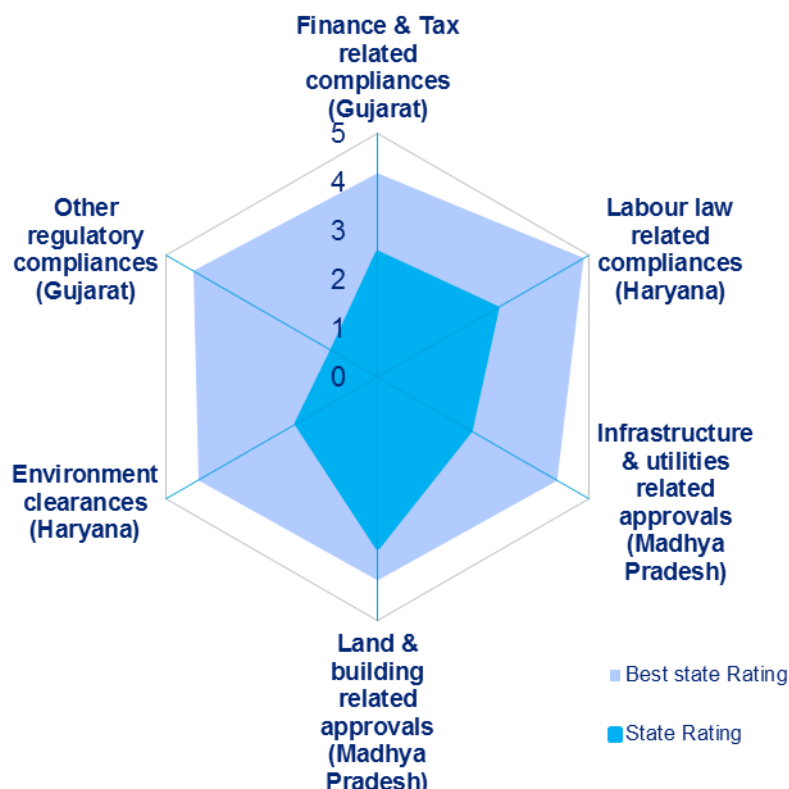 Finance & Tax
related
compliances
(Gujarat)
5
4
3
2
1
0
Other
regulatory
compliances
(Gujarat)
Labour law
related
compliances
(Haryana)
Environment
clearances
(Haryana)
Infrastructure
& utilities
related
approvals
(Madhya
Pradesh)
Land &
building
related
approvals
(Madhya
Pradesh)
Best state Rating
State Rating